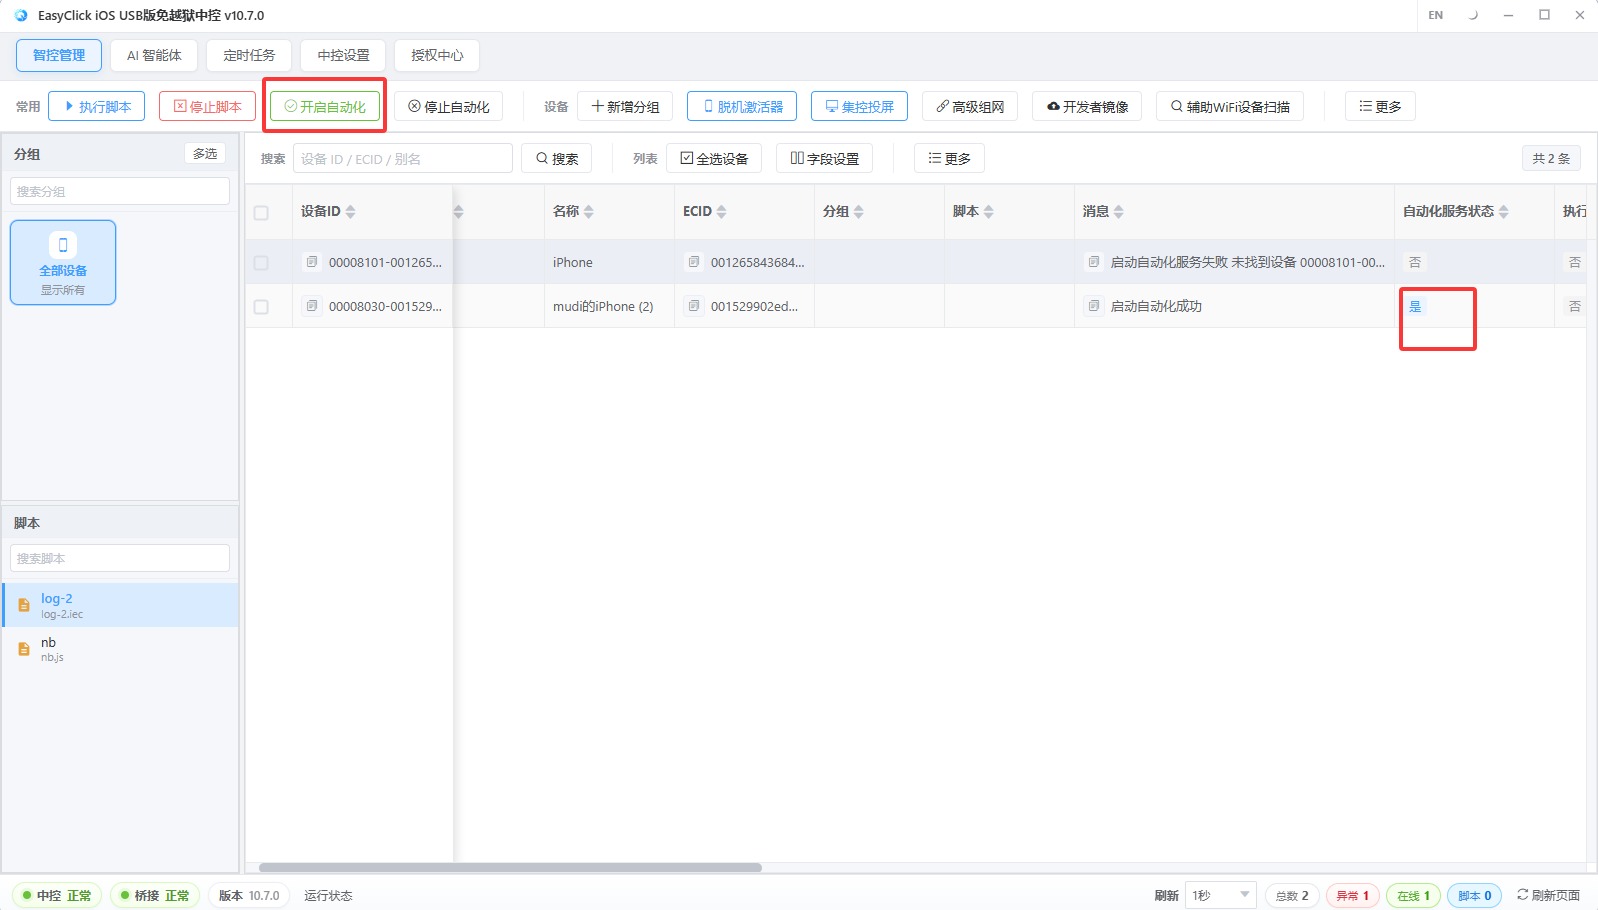 EasyClick iOS USB版免越狱中控 v10.7.0
EN
智控管理
AI 智能体
定时任务
中控设置
授权中心
常用
执行脚本
停止脚本
开启自动化
停止自动化
设备
新增分组
脱机激活器
集控投屏
高级组网
开发者镜像
辅助WiFi设备扫描
更多
分组
多选
搜索分组
全部设备
显示所有
搜索
设备 ID / ECID / 别名
搜索
列表
全选设备
字段设置
更多
共 2 条
设备ID
名称
ECID
分组
脚本
消息
自动化服务状态
执行
00008101-001265...
iPhone
001265843684...
启动自动化服务失败 未找到设备 00008101-00...
否
否
00008030-001529...
mudi的iPhone (2)
001529902ed...
启动自动化成功
是
否
脚本
搜索脚本
log-2
log-2.iec
nb
nb.js
中控 正常
桥接 正常
版本 10.7.0
运行状态
刷新
1秒
总数 2
异常 1
在线 1
脚本 0
刷新页面